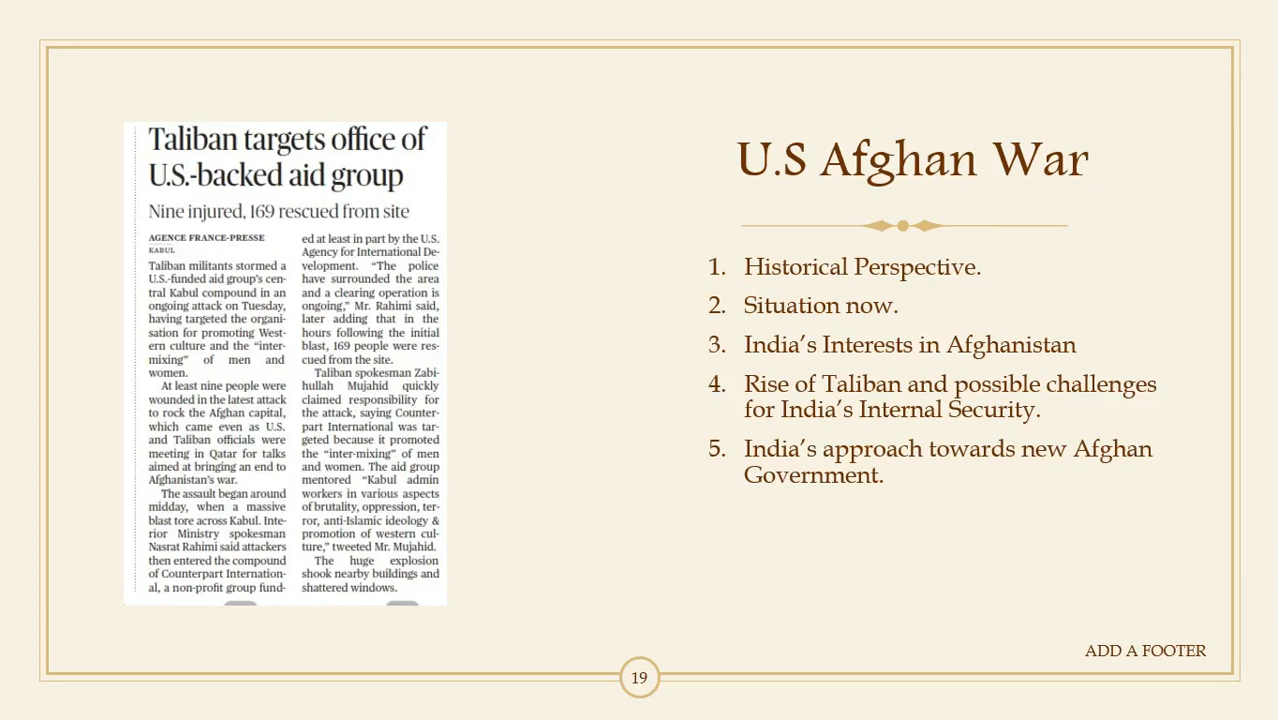 Taliban targets office of
U.S.-backed aid group
Nine injured, 169 rescued from site
AGENCE FRANCE-PRESSE
KABUL
Taliban militants stormed a
U.S.-funded aid group's cen-
tral Kabul compound in an
ongoing attack on Tuesday,
having targeted the organi-
sation for promoting West-
ern culture and the "inter-
mixing" of men and
women.
At least nine people were
wounded in the latest attack
to rock the Afghan capital,
which came even as U.S.
and Taliban officials were
meeting in Qatar for talks
aimed at bringing an end to
Afghanistan's war.
The assault began around
midday, when a massive
blast tore across Kabul. Inte-
rior Ministry spokesman
Nasrat Rahimi said attackers
then entered the compound
of Counterpart Internation-
al, a non-profit group fund-
ed at least in part by the U.S.
Agency for International De-
velopment. "The police
have surrounded the area
and a clearing operation is
ongoing," Mr. Rahimi said,
later adding that in the
hours following the initial
blast, 169 people were res-
cued from the site.
Taliban spokesman Zabi-
hullah Mujahid quickly
claimed responsibility for
the attack, saying Counter-
part International was tar-
geted because it promoted
the "inter-mixing" of men
and women. The aid group
mentored "Kabul admin
workers in various aspects
of brutality, oppression, ter-
ror, anti-Islamic ideology &
promotion of western cul-
ture," tweeted Mr. Mujahid.
The huge explosion
shook nearby buildings and
shattered windows.
U.S Afghan War
1. Historical Perspective.
2. Situation now.
3. India's Interests in Afghanistan
4. Rise of Taliban and possible challenges
for India's Internal Security.
5. India's approach towards new Afghan
Government.
ADD A FOOTER
19